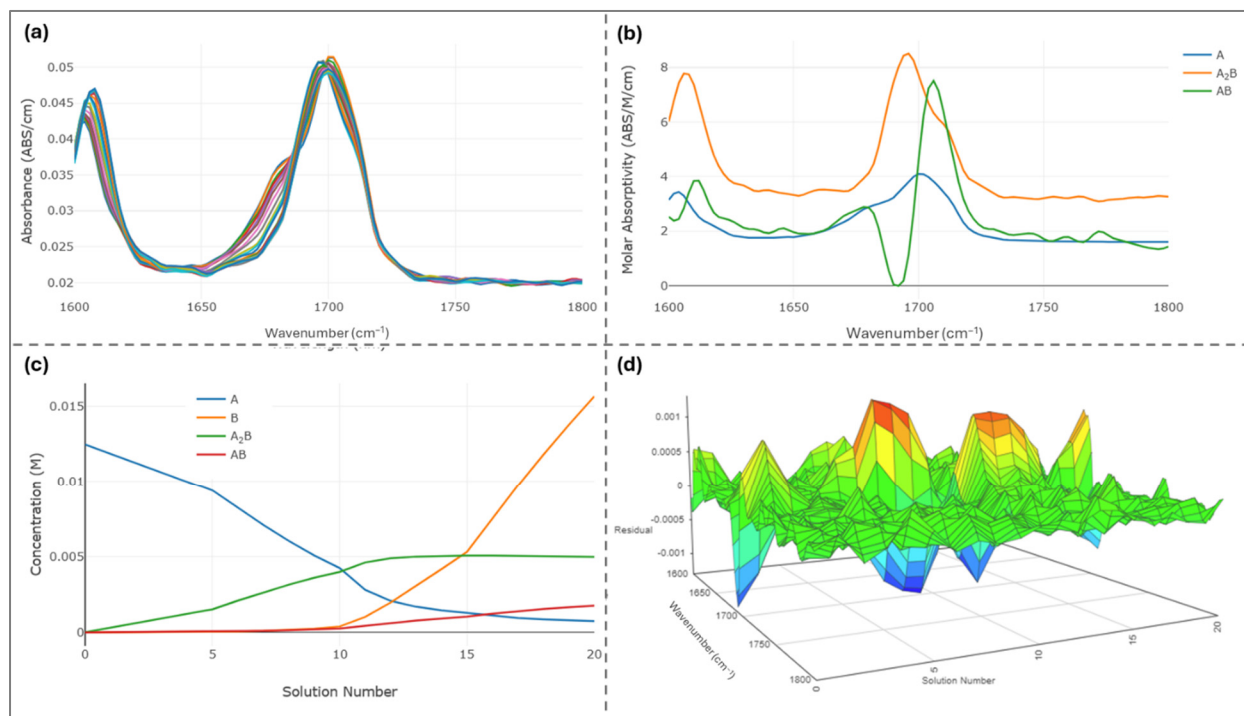 (a)
0.05
0.045
0.04
0.035
0.03
0.025
0.02
Absorbance (ABS/cm)
1600
1650
1700
1750
1800
Wavenumber (cm⁻¹)
(b)
8
6
4
2
0
Molar Absorptivity (ABS/M/cm)
A
A₂B
AB
1600
1650
1700
1750
1800
Wavenumber (cm⁻¹)
(c)
0.015
0.01
0.005
0
Concentration (M)
A
B
A₂B
AB
0
5
10
15
20
Solution Number
(d)
0.001
0.0005
0
-0.0005
-0.001
Residual
1600
1650
1700
1750
1800
Wavenumber (cm⁻¹)
0
5
10
15
20
Solution Number